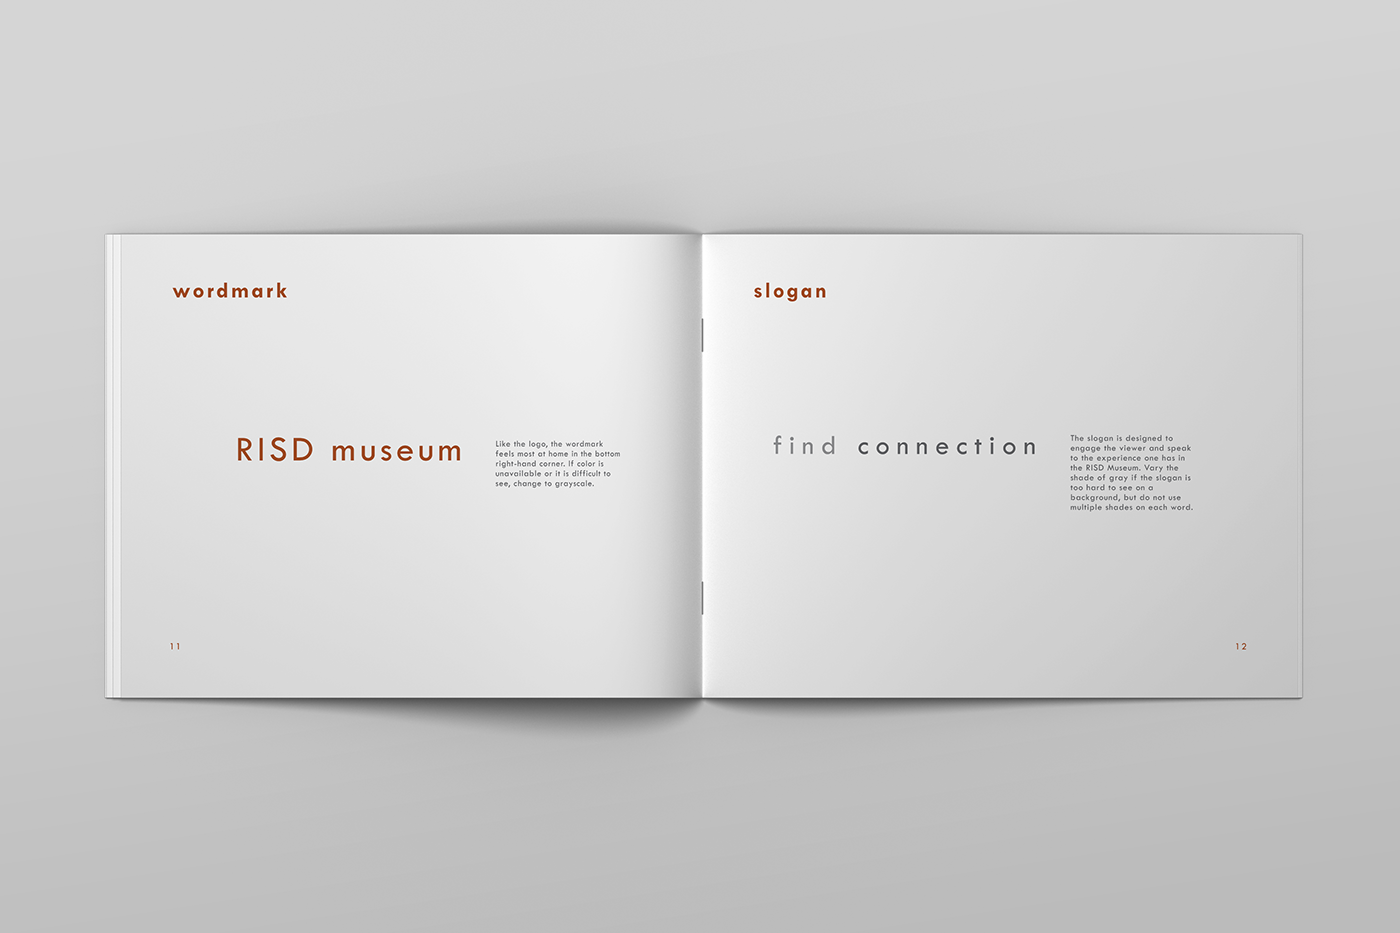 wordmark
RISD museum
Like the logo, the wordmark
feels most at home in the bottom
right-hand corner. If color is
unavailable or it is difficult to
see, change to grayscale.
11
slogan
find connection
The slogan is designed to
engage the viewer and speak
to the experience one has in
the RISD Museum. Vary the
shade of gray if the slogan is
too hard to see on a
background, but do not use
multiple shades on each word.
12